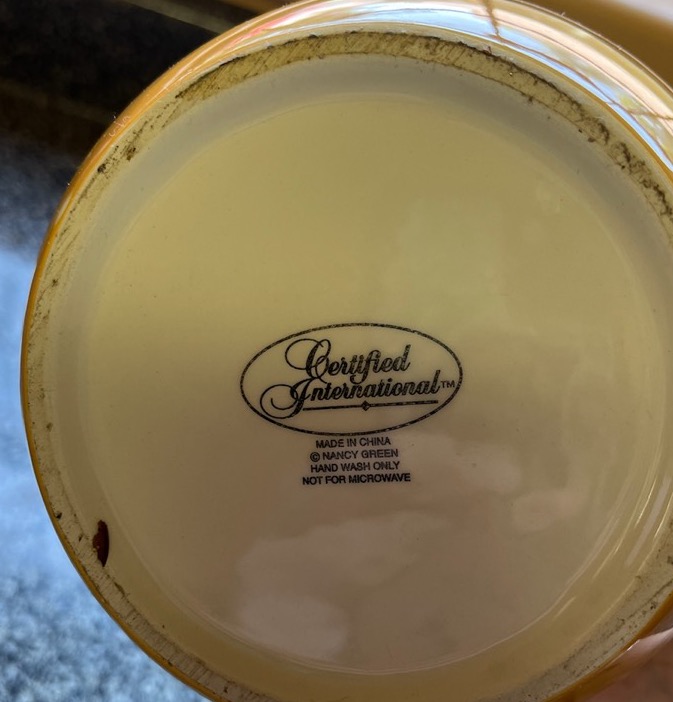 Certified
International™
MADE IN CHINA
© NANCY GREEN
HAND WASH ONLY
NOT FOR MICROWAVE